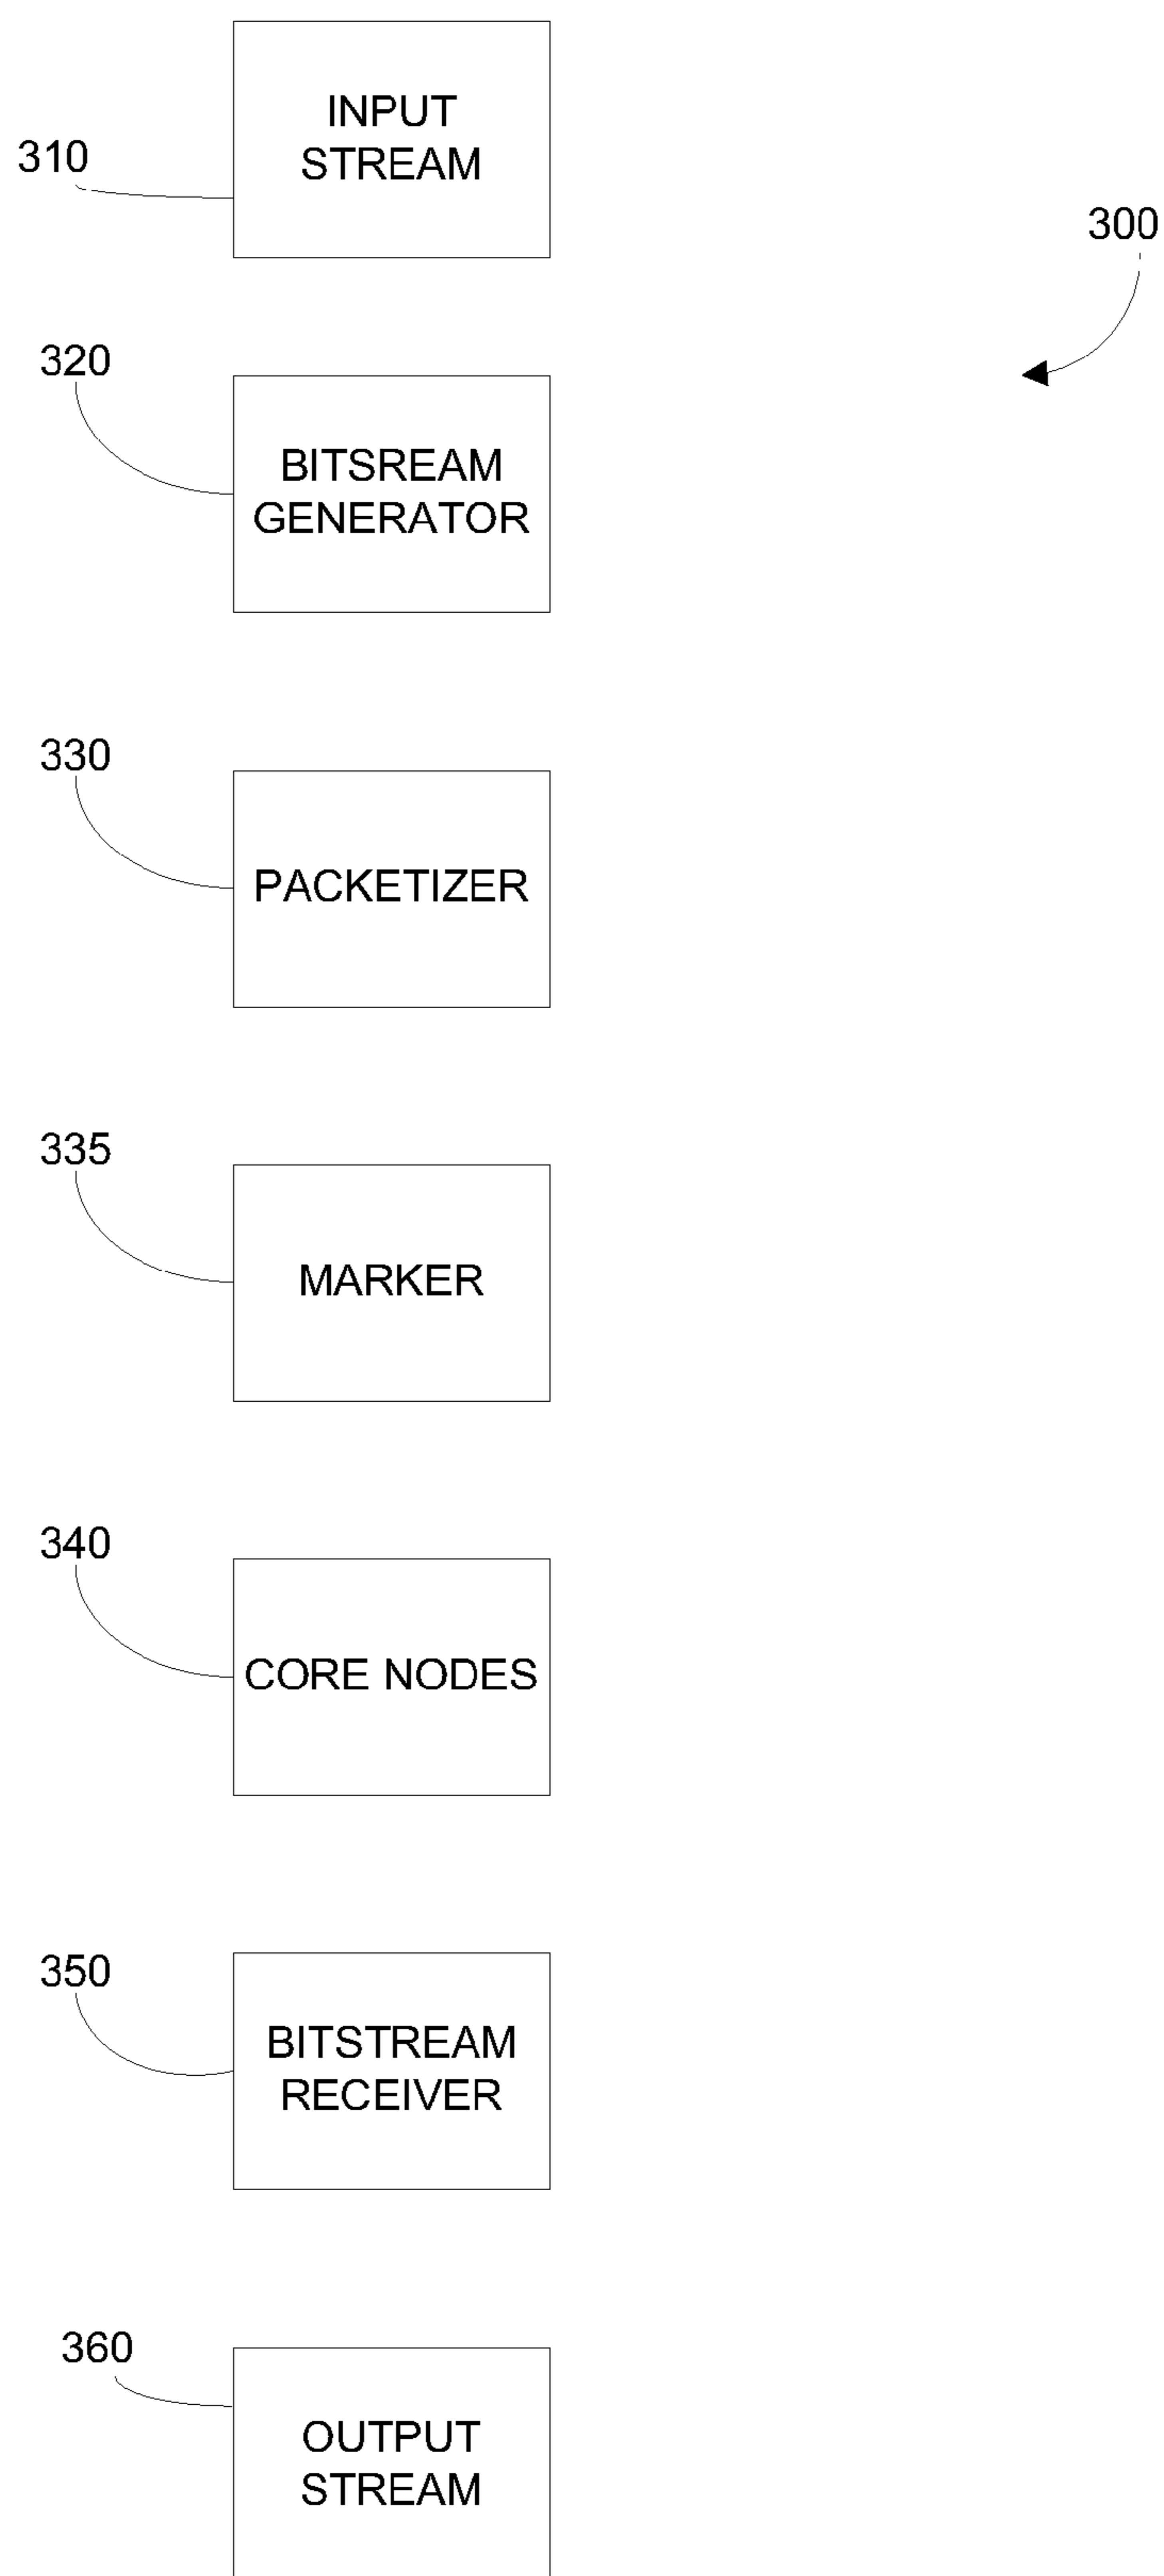 INPUT
STREAM
310
300
320
BITSREAM
GENERATOR
330
PACKETIZER
335
MARKER
340
CORE NODES
350
BITSTREAM
RECEIVER
360
OUTPUT
STREAM